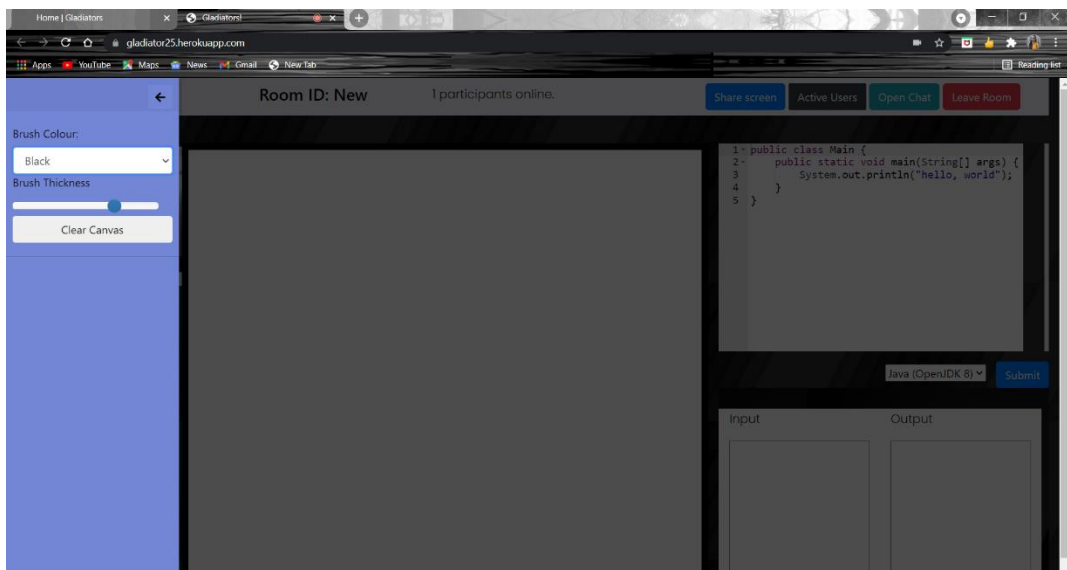 Home | Gladiators
Gladiators!
gladiator25.herokuapp.com
Apps YouTube Maps News Gmail New Tab Reading list
Room ID: New 1 participants online. Share screen Active Users Open Chat Leave Room
Brush Colour:
Black
Brush Thickness
Clear Canvas
1 public class Main {
2 public static void main(String[] args) {
3 System.out.println("hello, world");
4 }
5 }
Java (OpenJDK 8) Submit
Input Output